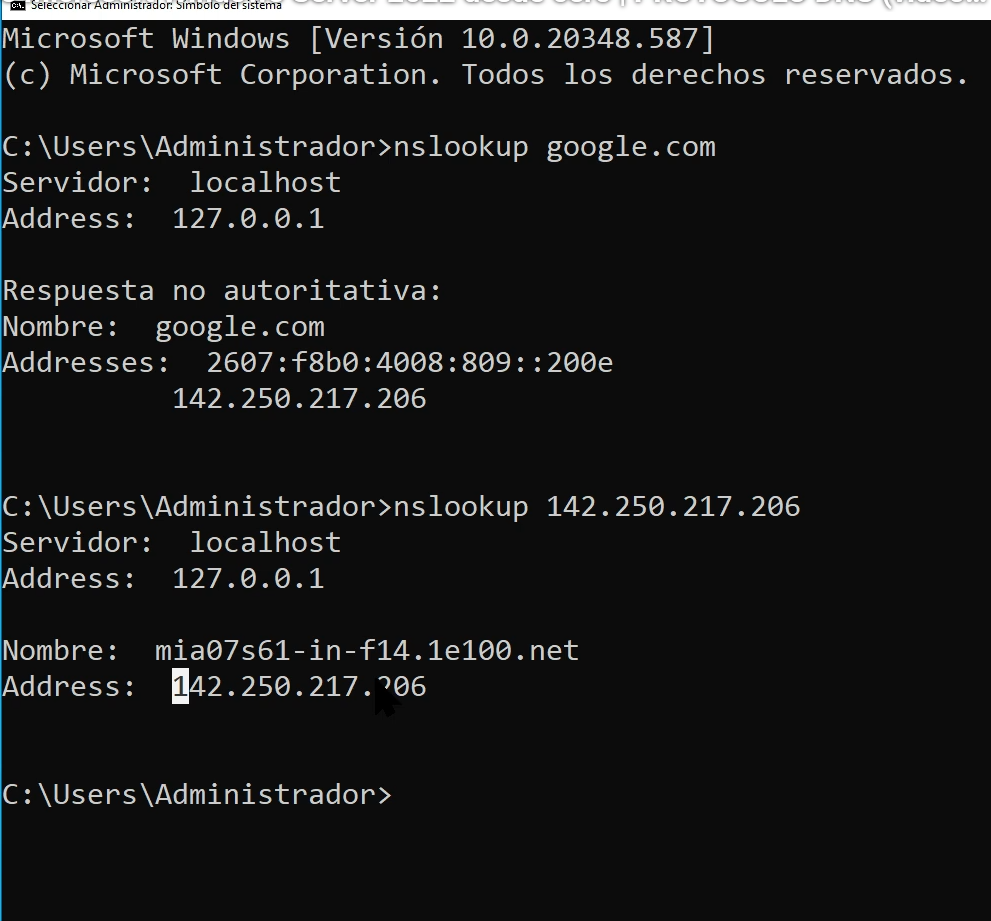 Seleccionar Administrador: Símbolo del sistema
Microsoft Windows [Versión 10.0.20348.587]
(c) Microsoft Corporation. Todos los derechos reservados.
C:\Users\Administrador>nslookup google.com
Servidor:  localhost
Address:  127.0.0.1
Respuesta no autoritativa:
Nombre:  google.com
Addresses:  2607:f8b0:4008:809::200e
142.250.217.206
C:\Users\Administrador>nslookup 142.250.217.206
Servidor:  localhost
Address:  127.0.0.1
Nombre:  mia07s61-in-f14.1e100.net
Address:  142.250.217.206
C:\Users\Administrador>